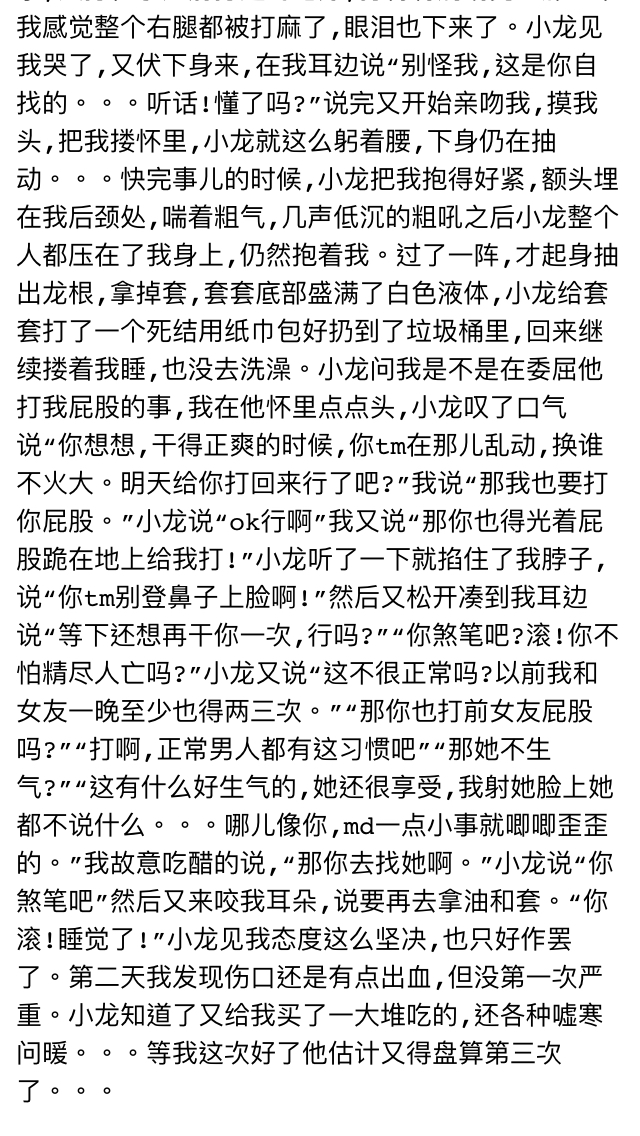 我感觉整个右腿都被打麻了,眼泪也下来了。小龙见
我哭了,又伏下身来,在我耳边说“别怪我,这是你自
找的。。。听话!懂了吗?”说完又开始亲吻我,摸我
头,把我搂怀里,小龙就这么躬着腰,下身仍在抽
动。。。快完事儿的时候,小龙把我抱得好紧,额头埋
在我后颈处,喘着粗气,几声低沉的粗吼之后小龙整个
人都压在了我身上,仍然抱着我。过了一阵,才起身抽
出龙根,拿掉套,套套底部盛满了白色液体,小龙给套
套打了一个死结用纸巾包好扔到了垃圾桶里,回来继
续搂着我睡,也没去洗澡。小龙问我是不是在委屈他
打我屁股的事,我在他怀里点点头,小龙叹了口气
说“你想想,干得正爽的时候,你tm在那儿乱动,换谁
不火大。明天给你打回来行了吧?”我说“那我也要打
你屁股。”小龙说“ok行啊”我又说“那你也得光着屁
股跪在地上给我打!”小龙听了一下就掐住了我脖子,
说“你tm别登鼻子上脸啊!”然后又松开凑到我耳边
说“等下还想再干你一次,行吗?”“你煞笔吧?滚!你不
怕精尽人亡吗?”小龙又说“这不很正常吗?以前我和
女友一晚至少也得两三次。”“那你也打前女友屁股
吗?”“打啊,正常男人都有这习惯吧”“那她不生
气?”“这有什么好生气的,她还很享受,我射她脸上她
都不说什么。。。哪儿像你,md一点小事就唧唧歪歪
的。”我故意吃醋的说,“那你去找她啊。”小龙说“你
煞笔吧”然后又来咬我耳朵,说要再去拿油和套。“你
滚!睡觉了!”小龙见我态度这么坚决,也只好作罢
了。第二天我发现伤口还是有点出血,但没第一次严
重。小龙知道了又给我买了一大堆吃的,还各种嘘寒
问暖。。。等我这次好了他估计又得盘算第三次
了。。。